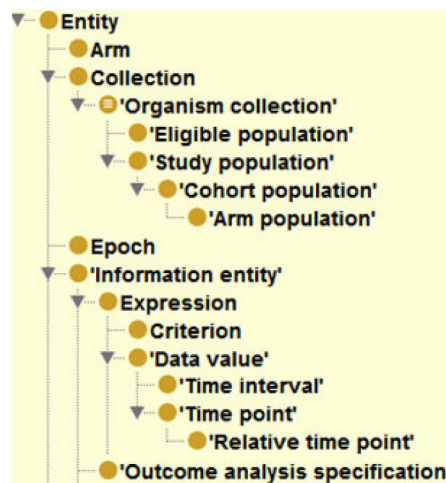 Entity
Arm
Collection
'Organism collection'
'Eligible population'
'Study population'
'Cohort population'
'Arm population'
Epoch
'Information entity'
Expression
Criterion
'Data value'
'Time interval'
'Time point'
'Relative time point'
'Outcome analysis specification